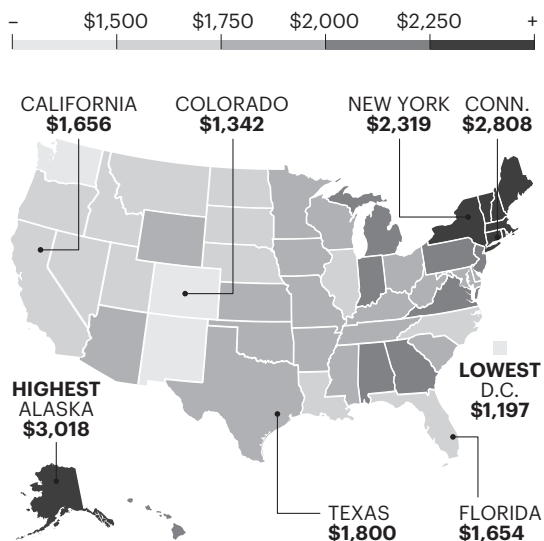 – $1,500 $1,750 $2,000 $2,250 +
CALIFORNIA
$1,656
COLORADO
$1,342
NEW YORK
$2,319
CONN.
$2,808
LOWEST
D.C.
$1,197
HIGHEST
ALASKA
$3,018
TEXAS
$1,800
FLORIDA
$1,654